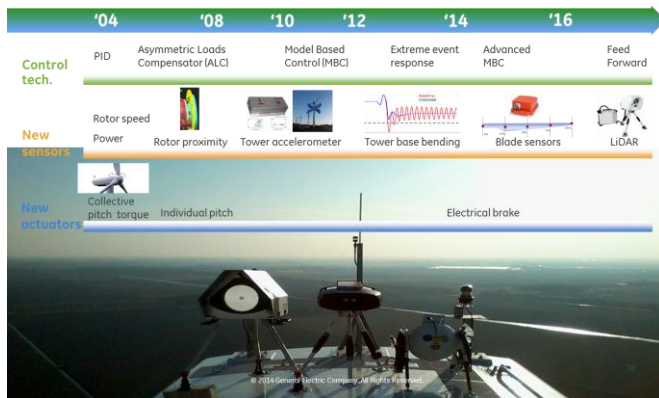 '04 '08 '10 '12 '14 '16
PID
Asymmetric Loads
Compensator (ALC)
Model Based
Control (MBC)
Extreme event
response
Advanced
MBC
Feed
Forward
Control
tech.
Rotor speed
Power
Rotor proximity
Tower accelerometer
Tower base bending
Blade sensors
LiDAR
New
sensors
Collective
pitch torque
Individual pitch
Electrical brake
New
actuators
© 2014 General Electric Company, All Rights Reserved.